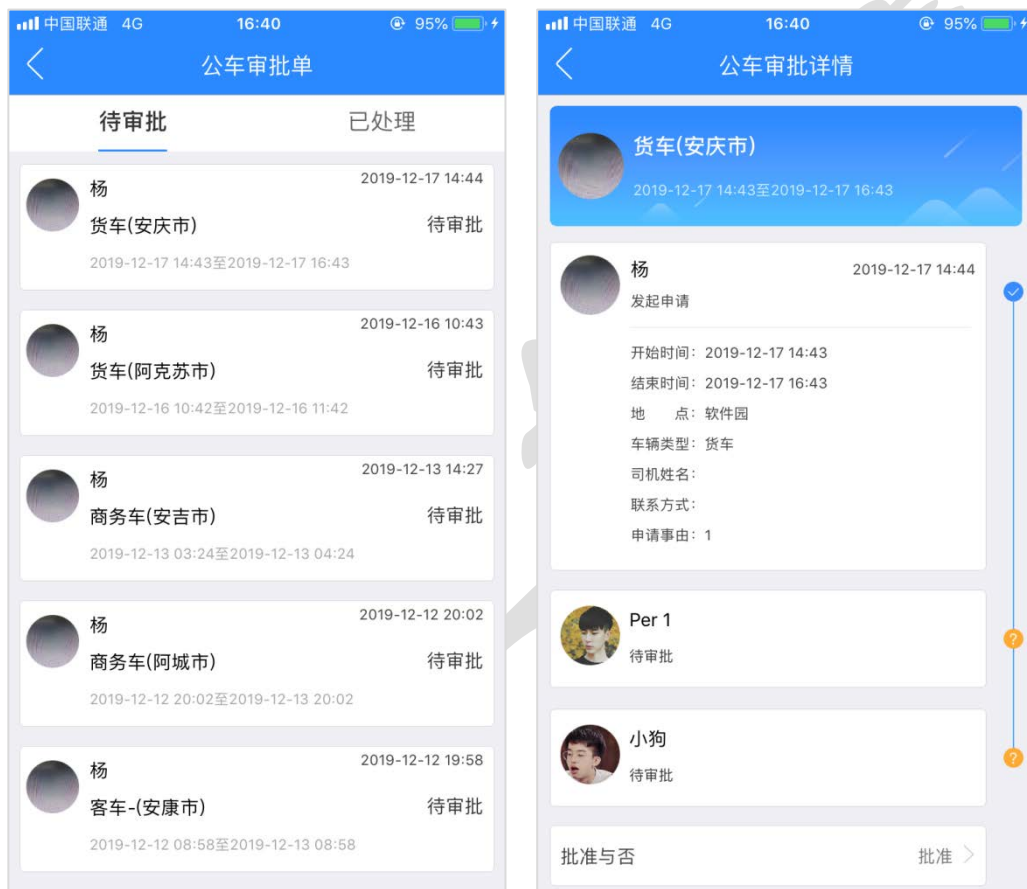 中国联通 4G 16:40 95%
公车审批单
待审批 已处理
杨 2019-12-17 14:44
货车(安庆市) 待审批
2019-12-17 14:43至2019-12-17 16:43
杨 2019-12-16 10:43
货车(阿克苏市) 待审批
2019-12-16 10:42至2019-12-16 11:42
杨 2019-12-13 14:27
商务车(安吉市) 待审批
2019-12-13 03:24至2019-12-13 04:24
杨 2019-12-12 20:02
商务车(阿城市) 待审批
2019-12-12 20:02至2019-12-13 20:02
杨 2019-12-12 19:58
客车-(安康市) 待审批
2019-12-12 08:58至2019-12-13 08:58
中国联通 4G 16:40 95%
公车审批详情
货车(安庆市)
2019-12-17 14:43至2019-12-17 16:43
杨 2019-12-17 14:44
发起申请
开始时间：2019-12-17 14:43
结束时间：2019-12-17 16:43
地 点：软件园
车辆类型：货车
司机姓名：
联系方式：
申请事由：1
Per 1
待审批
?
小狗
待审批
?
批准与否 批准